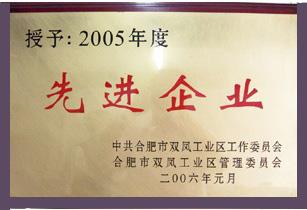 授予：2005年度
先进企业
中共合肥市双凤工业区工作委员会
合肥市双凤工业区管理委员会
二00六年元月